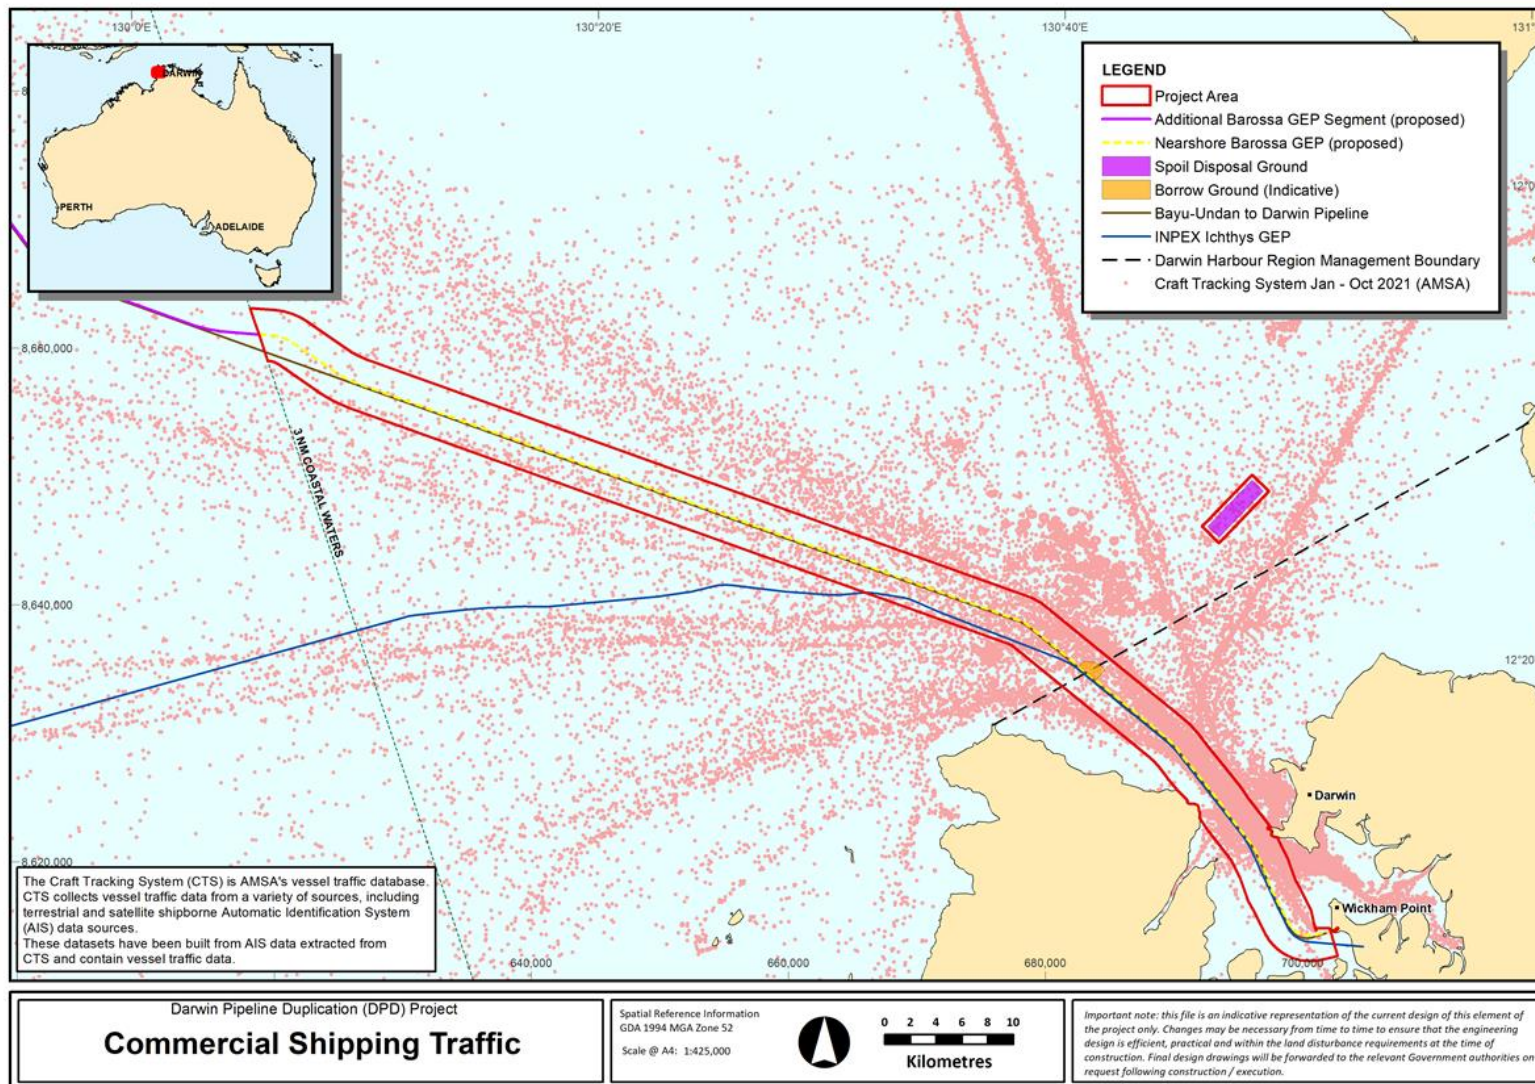 130°0'E
130°20'E
130°40'E
131°
DARWIN
PERTH
ADELAIDE
LEGEND
Project Area
Additional Barossa GEP Segment (proposed)
Nearshore Barossa GEP (proposed)
Spoil Disposal Ground
Borrow Ground (Indicative)
Bayu-Undan to Darwin Pipeline
INPEX Ichthys GEP
Darwin Harbour Region Management Boundary
Craft Tracking System Jan - Oct 2021 (AMSA)
8,660,000
3 NM COASTAL WATERS
8,640,000
12°20
Darwin
8,620,000
Wickham Point
640,000
660,000
680,000
700,000
The Craft Tracking System (CTS) is AMSA's vessel traffic database.
CTS collects vessel traffic data from a variety of sources, including
terrestrial and satellite shipborne Automatic Identification System
(AIS) data sources.
These datasets have been built from AIS data extracted from
CTS and contain vessel traffic data.
Darwin Pipeline Duplication (DPD) Project
Commercial Shipping Traffic
Spatial Reference Information
GDA 1994 MGA Zone 52
Scale @ A4: 1:425,000
0 2 4 6 8 10
Kilometres
Important note: this file is an indicative representation of the current design of this element of
the project only. Changes may be necessary from time to time to ensure that the engineering
design is efficient, practical and within the land disturbance requirements at the time of
construction. Final design drawings will be forwarded to the relevant Government authorities on
request following construction / execution.